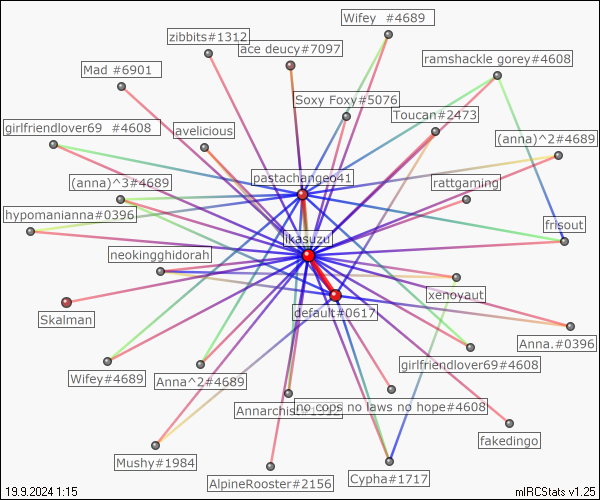 Wifey #4689
zibbits#1312
ace deucy#7097
ramshackle gorey#4608
Mad #6901
Soxy Foxy#5076
Toucan#2473
girlfriendlover69 #4608
avelicious
(anna)^2#4689
pastachangeo41
(anna)^3#4689
rattgaming
hypomanianna#0396
frisout
ikasuzu
neokingghidorah
xenoyaut
Skalman
default#0617
Anna.#0396
girlfriendlover69#4608
Wifey#4689
Anna^2#4689
no cops no laws no hope#4608
fakedingo
Mushy#1984
Cypha#1717
AlpineRooster#2156
19.9.2024 1:15
mIRCStats v1.25